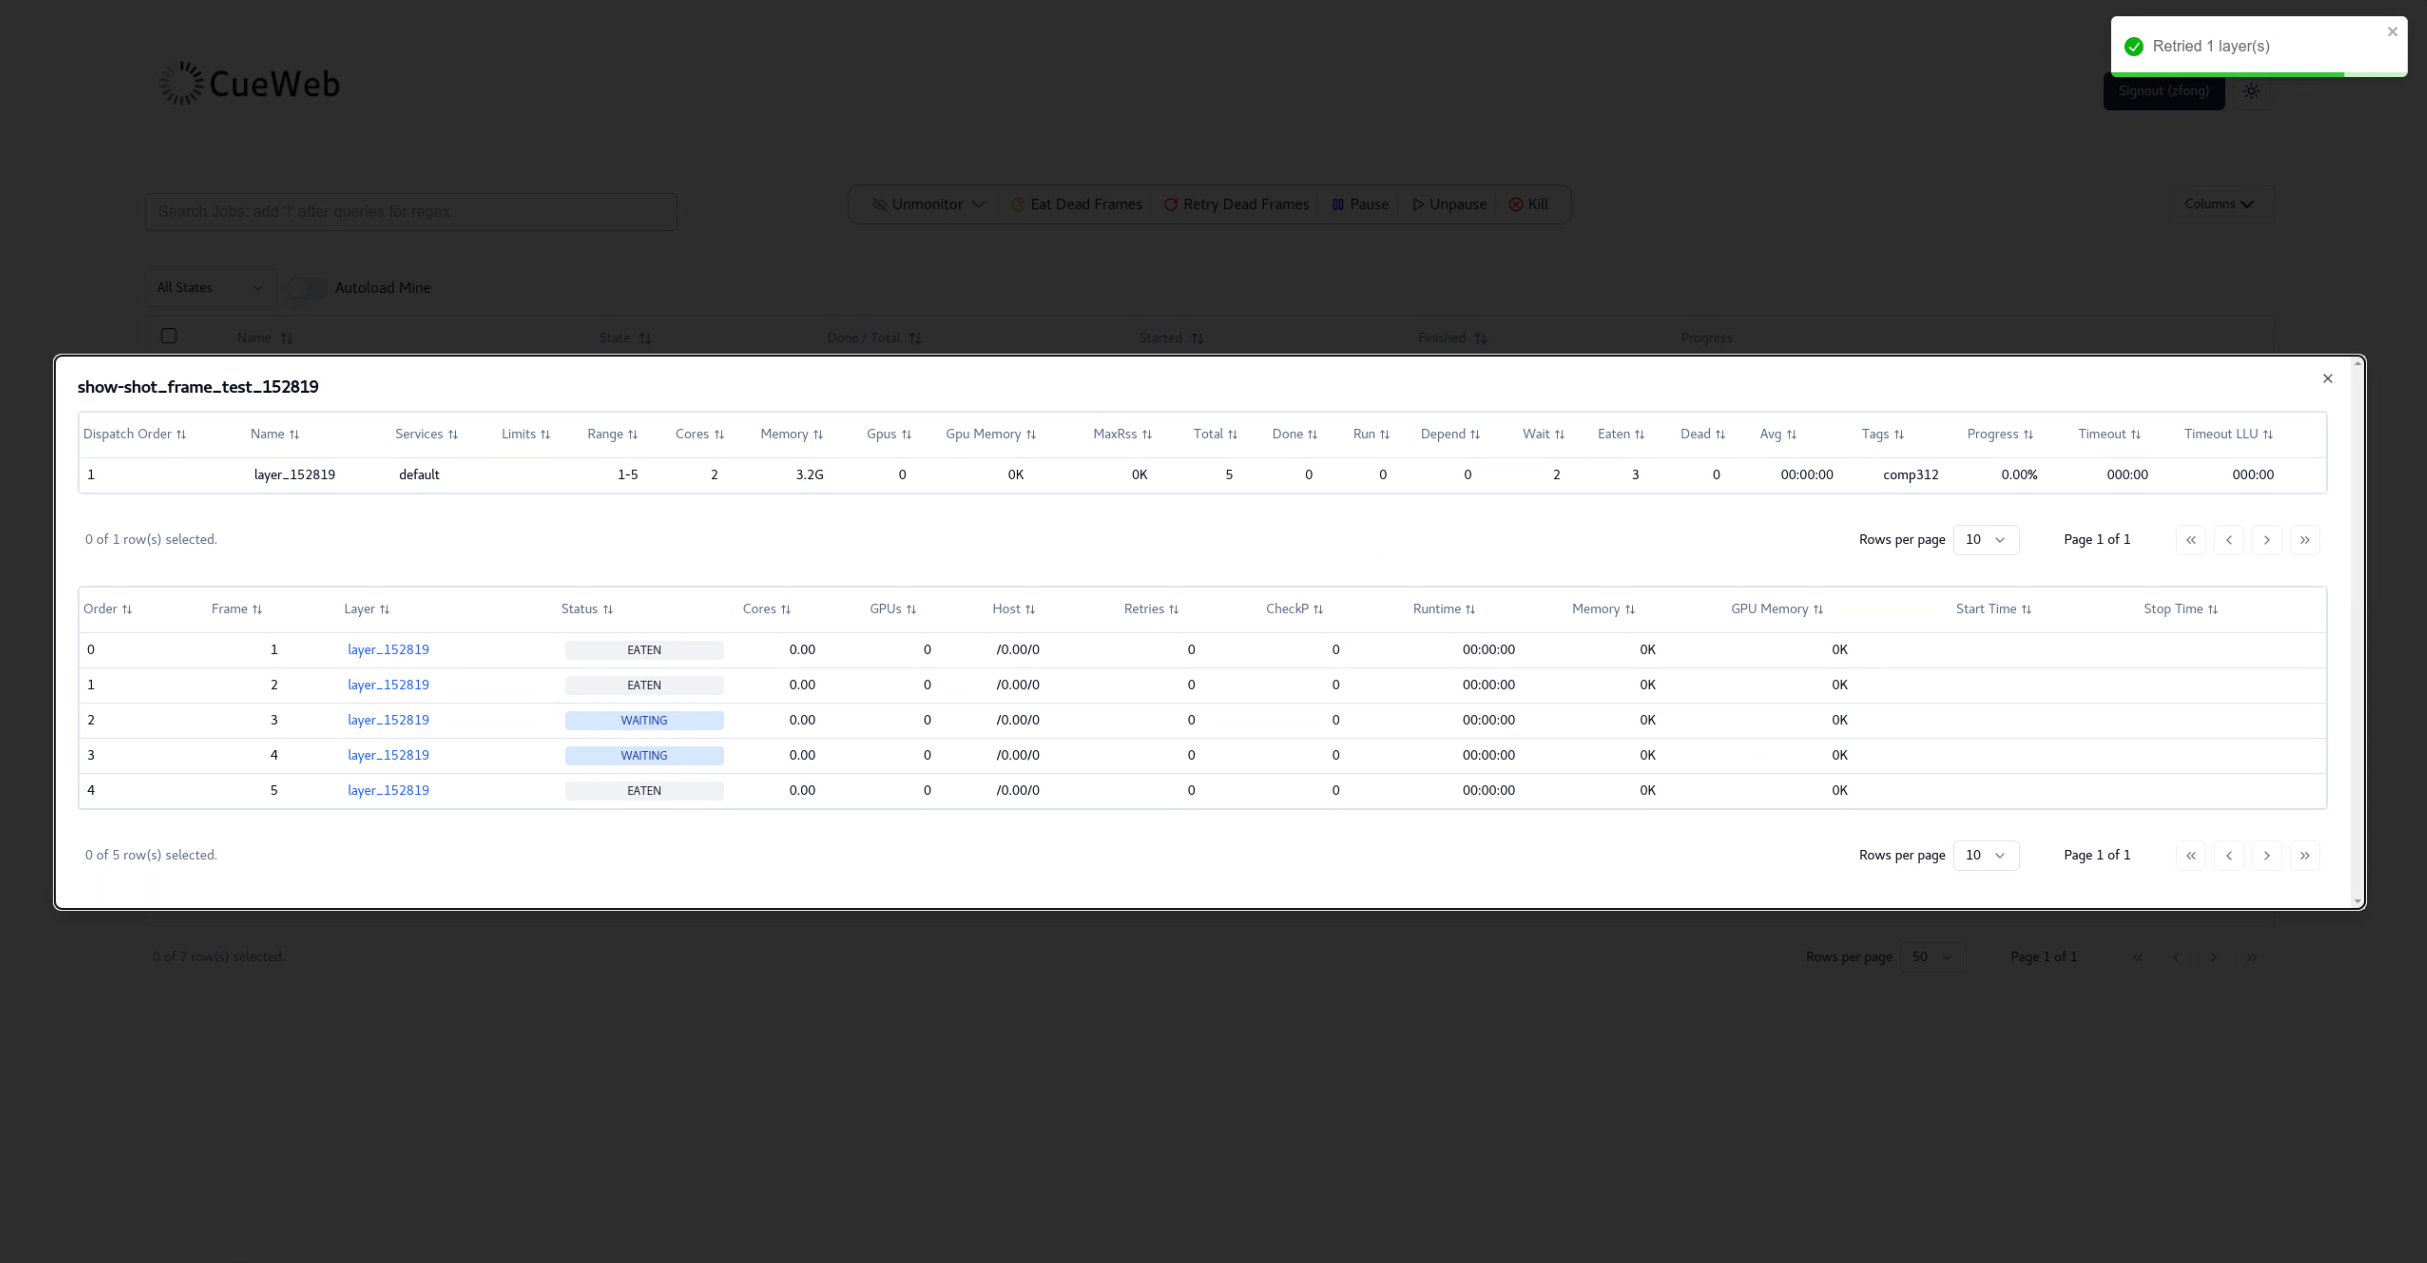 Retried 1 layer(s)
CueWeb
Signout (zfong)
Search Jobs: add '!' after queries for regex
Unmonitor Eat Dead Frames Retry Dead Frames Pause Unpause Kill
Columns
All States Autoload Mine
Name State Done / Total Started Finished Progress
show-shot_frame_test_152819
Dispatch Order Name Services Limits Range Cores Memory Gpus Gpu Memory MaxRss Total Done Run Depend Wait Eaten Dead Avg Tags Progress Timeout Timeout LLU
1 layer_152819 default 1-5 2 3.2G 0 0K 0K 5 0 0 0 2 3 0 00:00:00 comp312 0.00% 000:00 000:00
0 of 1 row(s) selected. Rows per page 10 Page 1 of 1
Order Frame Layer Status Cores GPUs Host Retries CheckP Runtime Memory GPU Memory Start Time Stop Time
0 1 layer_152819 EATEN 0.00 0 /0.00/0 0 0 00:00:00 0K 0K
1 2 layer_152819 EATEN 0.00 0 /0.00/0 0 0 00:00:00 0K 0K
2 3 layer_152819 WAITING 0.00 0 /0.00/0 0 0 00:00:00 0K 0K
3 4 layer_152819 WAITING 0.00 0 /0.00/0 0 0 00:00:00 0K 0K
4 5 layer_152819 EATEN 0.00 0 /0.00/0 0 0 00:00:00 0K 0K
0 of 5 row(s) selected. Rows per page 10 Page 1 of 1
0 of 7 row(s) selected. Rows per page 50 Page 1 of 1